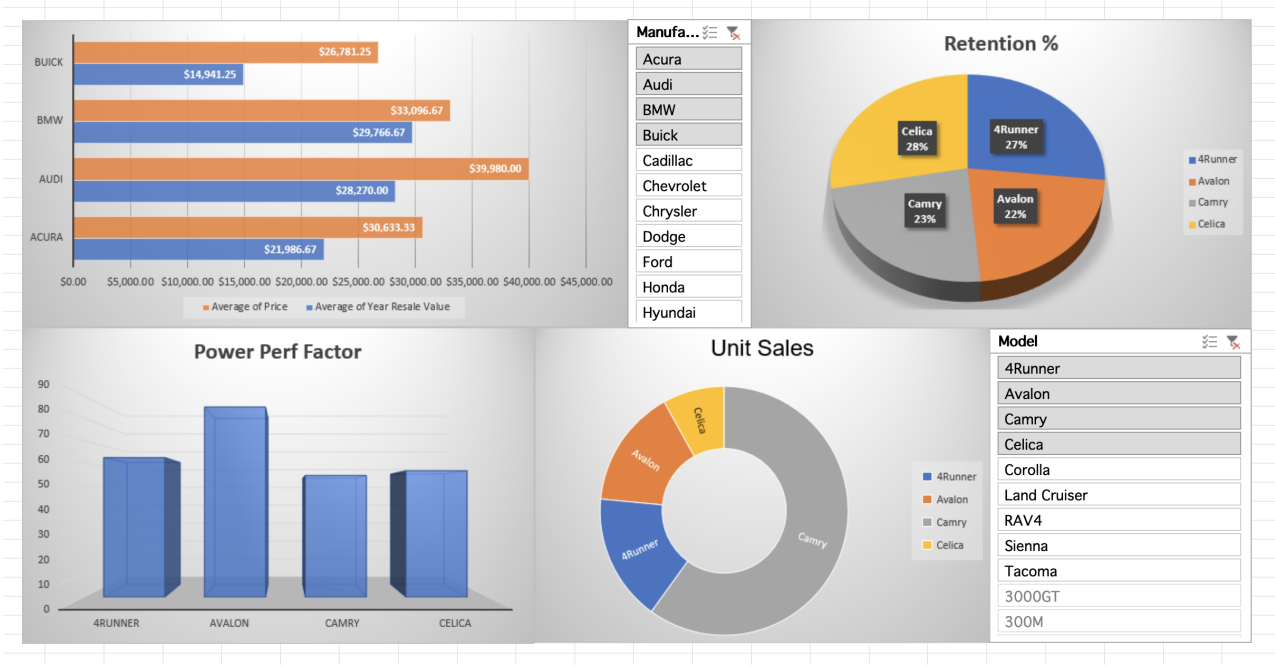 BUICK
$26,781.25
$14,941.25
BMW
$33,096.67
$29,766.67
AUDI
$39,980.00
$28,270.00
ACURA
$30,633.33
$21,986.67
$0.00 $5,000.00 $10,000.00 $15,000.00 $20,000.00 $25,000.00 $30,000.00 $35,000.00 $40,000.00 $45,000.00
Average of Price Average of Year Resale Value
Manufa...
Acura
Audi
BMW
Buick
Cadillac
Chevrolet
Chrysler
Dodge
Ford
Honda
Hyundai
Retention %
Celica
28%
4Runner
27%
Camry
23%
Avalon
22%
4Runner
Avalon
Camry
Celica
Power Perf Factor
90
80
70
60
50
40
30
20
10
0
4RUNNER AVALON CAMRY CELICA
Unit Sales
Celica
Avalon
4Runner
Camry
4Runner
Avalon
Camry
Celica
Model
4Runner
Avalon
Camry
Celica
Corolla
Land Cruiser
RAV4
Sienna
Tacoma
3000GT
300M